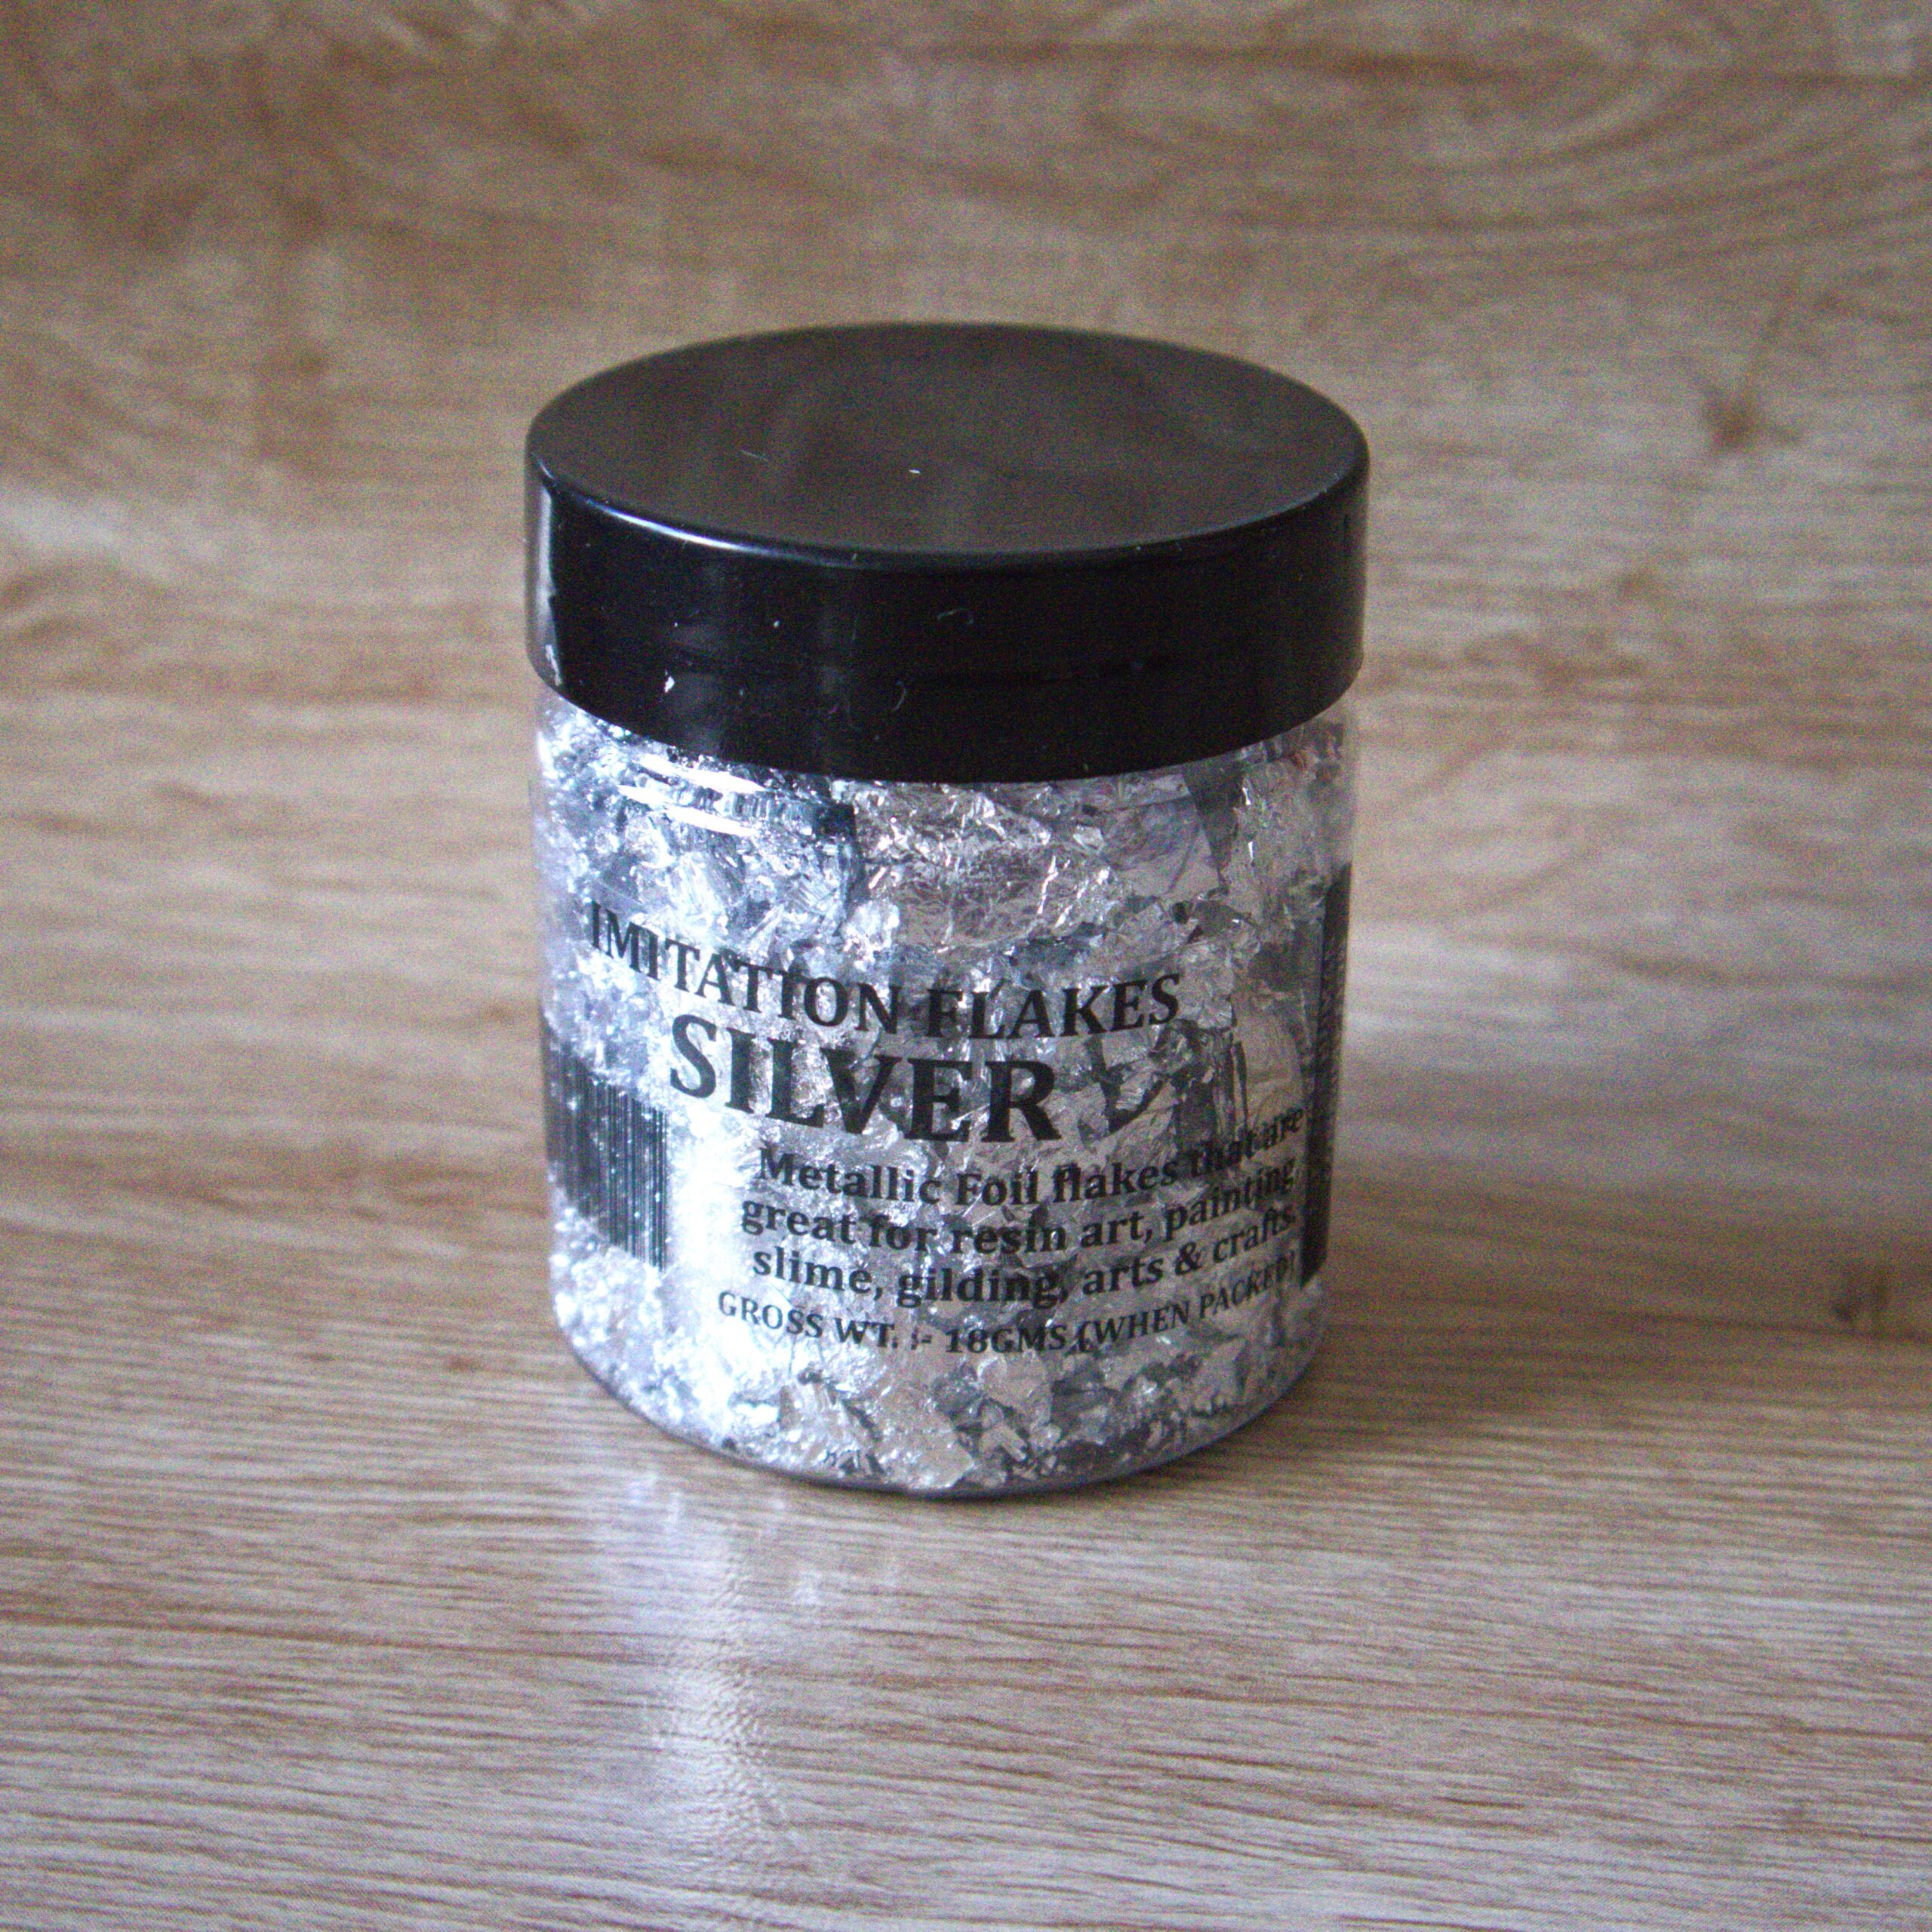 IMITATION FLAKES
SILVER
Metallic Foil flakes that are
great for resin art, painting,
slime, gilding, arts & crafts.
GROSS WT. :- 18GMS (WHEN PACKED)